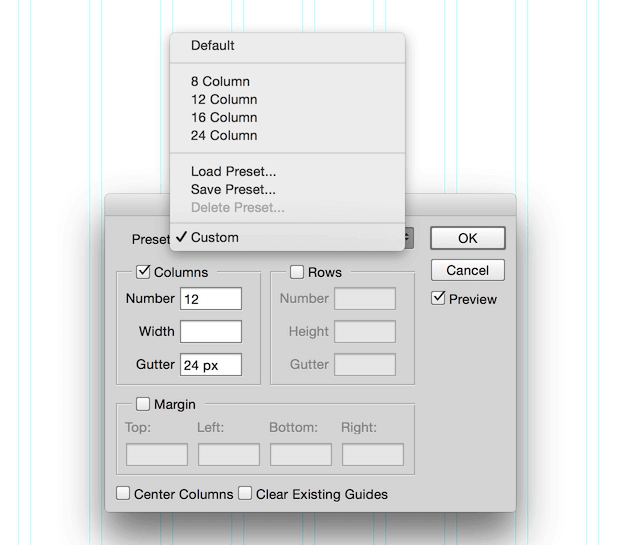 Default
8 Column
12 Column
16 Column
24 Column
Load Preset...
Save Preset...
Delete Preset...
Preset ✓ Custom
OK
Cancel
Preview
Columns
Number 12
Width
Gutter 24 px
Rows
Number
Height
Gutter
Margin
Top: Left: Bottom: Right:
Center Columns Clear Existing Guides